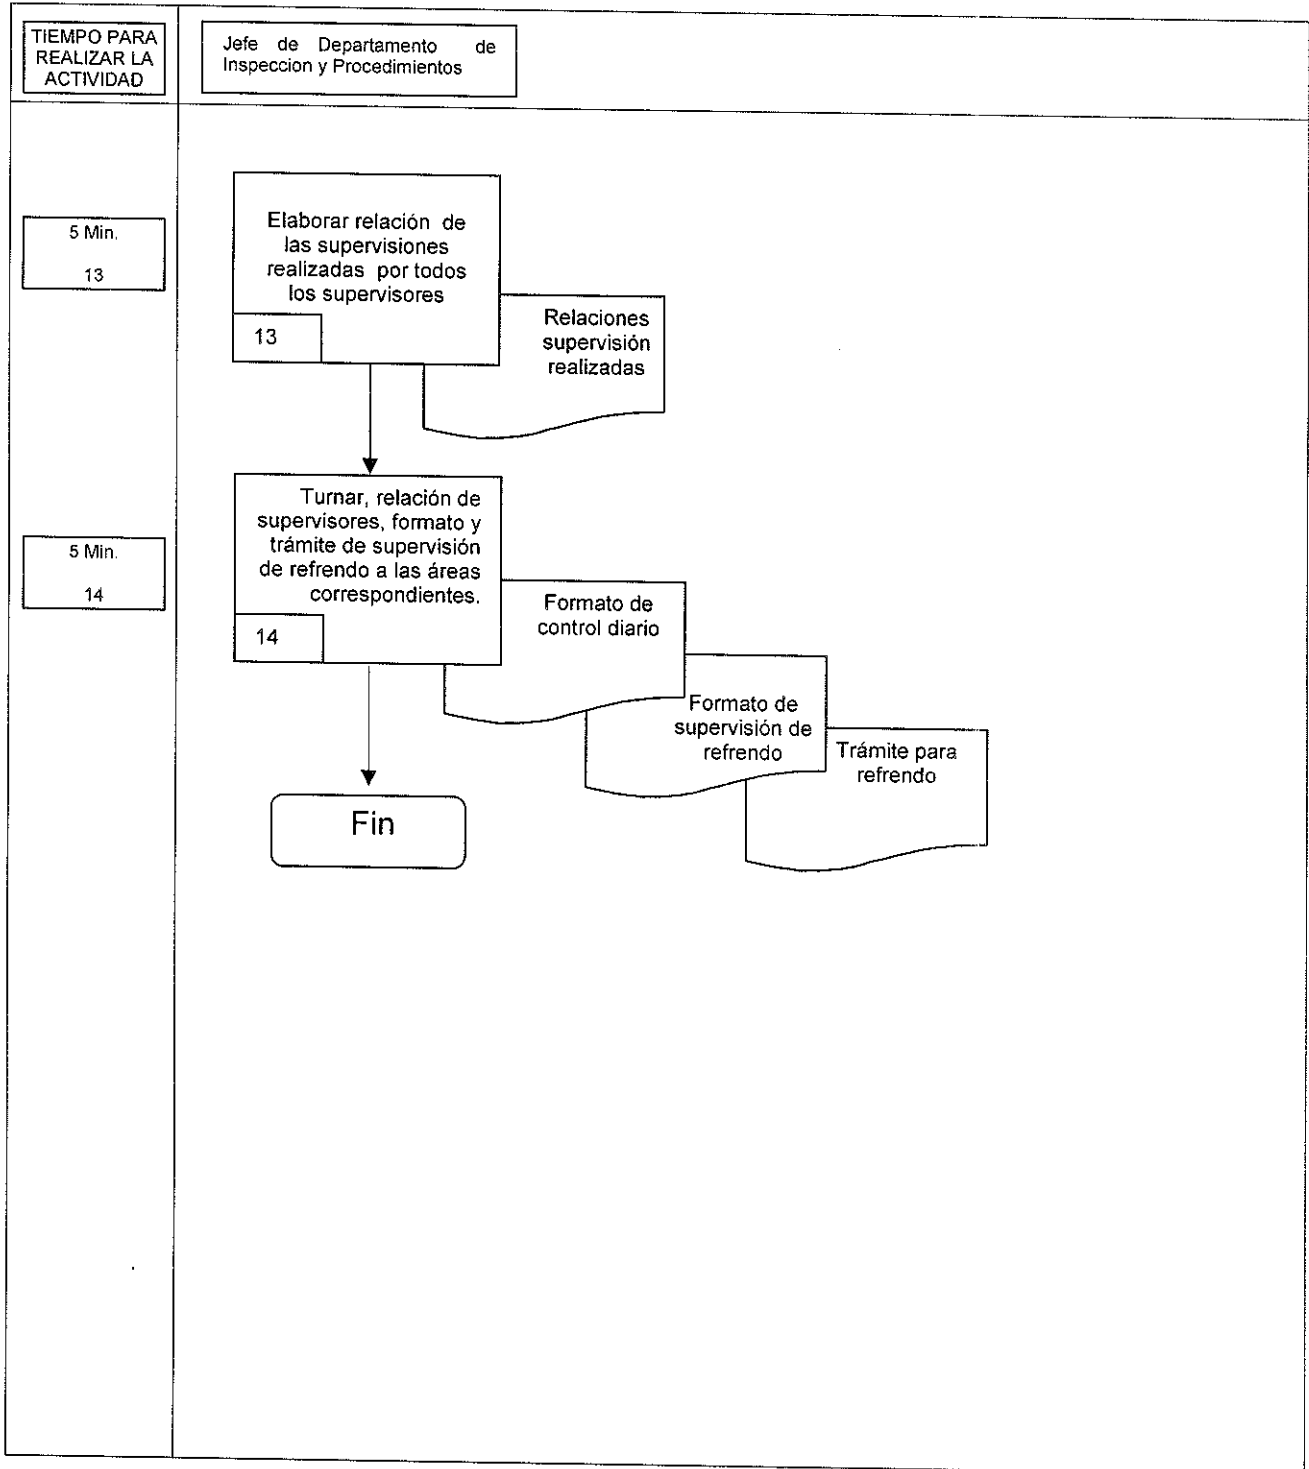 TIEMPO PARA
REALIZAR LA
ACTIVIDAD
Jefe de Departamento de
Inspeccion y Procedimientos
5 Min.
13
Elaborar relación de
las supervisiones
realizadas por todos
los supervisores
13
Relaciones
supervisión
realizadas
5 Min.
14
Turnar, relación de
supervisores, formato y
trámite de supervisión
de refrendo a las áreas
correspondientes.
14
Formato de
control diario
Formato de
supervisión de
refrendo
Trámite para
refrendo
Fin